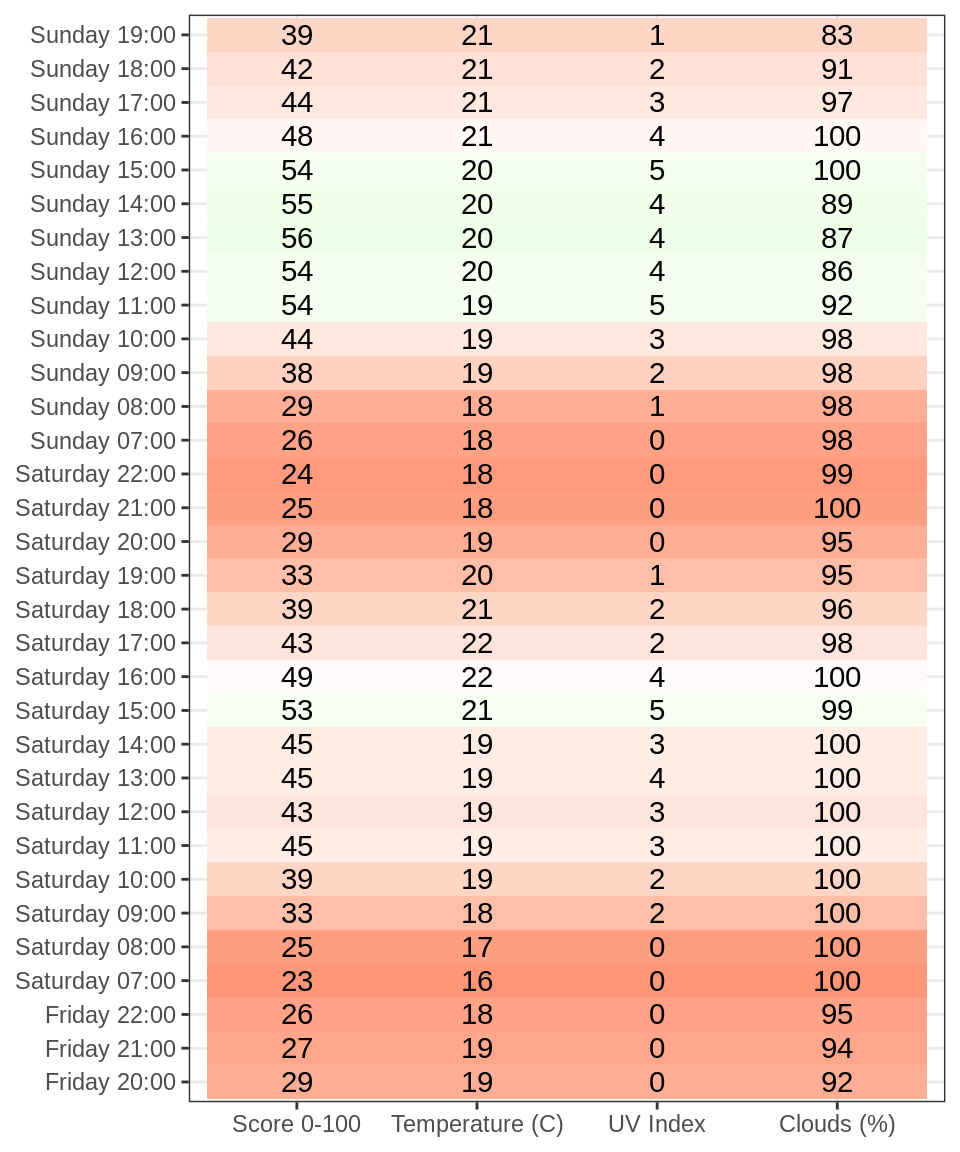 Sunday 19:00 39 21 1 83
Sunday 18:00 42 21 2 91
Sunday 17:00 44 21 3 97
Sunday 16:00 48 21 4 100
Sunday 15:00 54 20 5 100
Sunday 14:00 55 20 4 89
Sunday 13:00 56 20 4 87
Sunday 12:00 54 20 4 86
Sunday 11:00 54 19 5 92
Sunday 10:00 44 19 3 98
Sunday 09:00 38 19 2 98
Sunday 08:00 29 18 1 98
Sunday 07:00 26 18 0 98
Saturday 22:00 24 18 0 99
Saturday 21:00 25 18 0 100
Saturday 20:00 29 19 0 95
Saturday 19:00 33 20 1 95
Saturday 18:00 39 21 2 96
Saturday 17:00 43 22 2 98
Saturday 16:00 49 22 4 100
Saturday 15:00 53 21 5 99
Saturday 14:00 45 19 3 100
Saturday 13:00 45 19 4 100
Saturday 12:00 43 19 3 100
Saturday 11:00 45 19 3 100
Saturday 10:00 39 19 2 100
Saturday 09:00 33 18 2 100
Saturday 08:00 25 17 0 100
Saturday 07:00 23 16 0 100
Friday 22:00 26 18 0 95
Friday 21:00 27 19 0 94
Friday 20:00 29 19 0 92
Score 0-100 Temperature (C) UV Index Clouds (%)